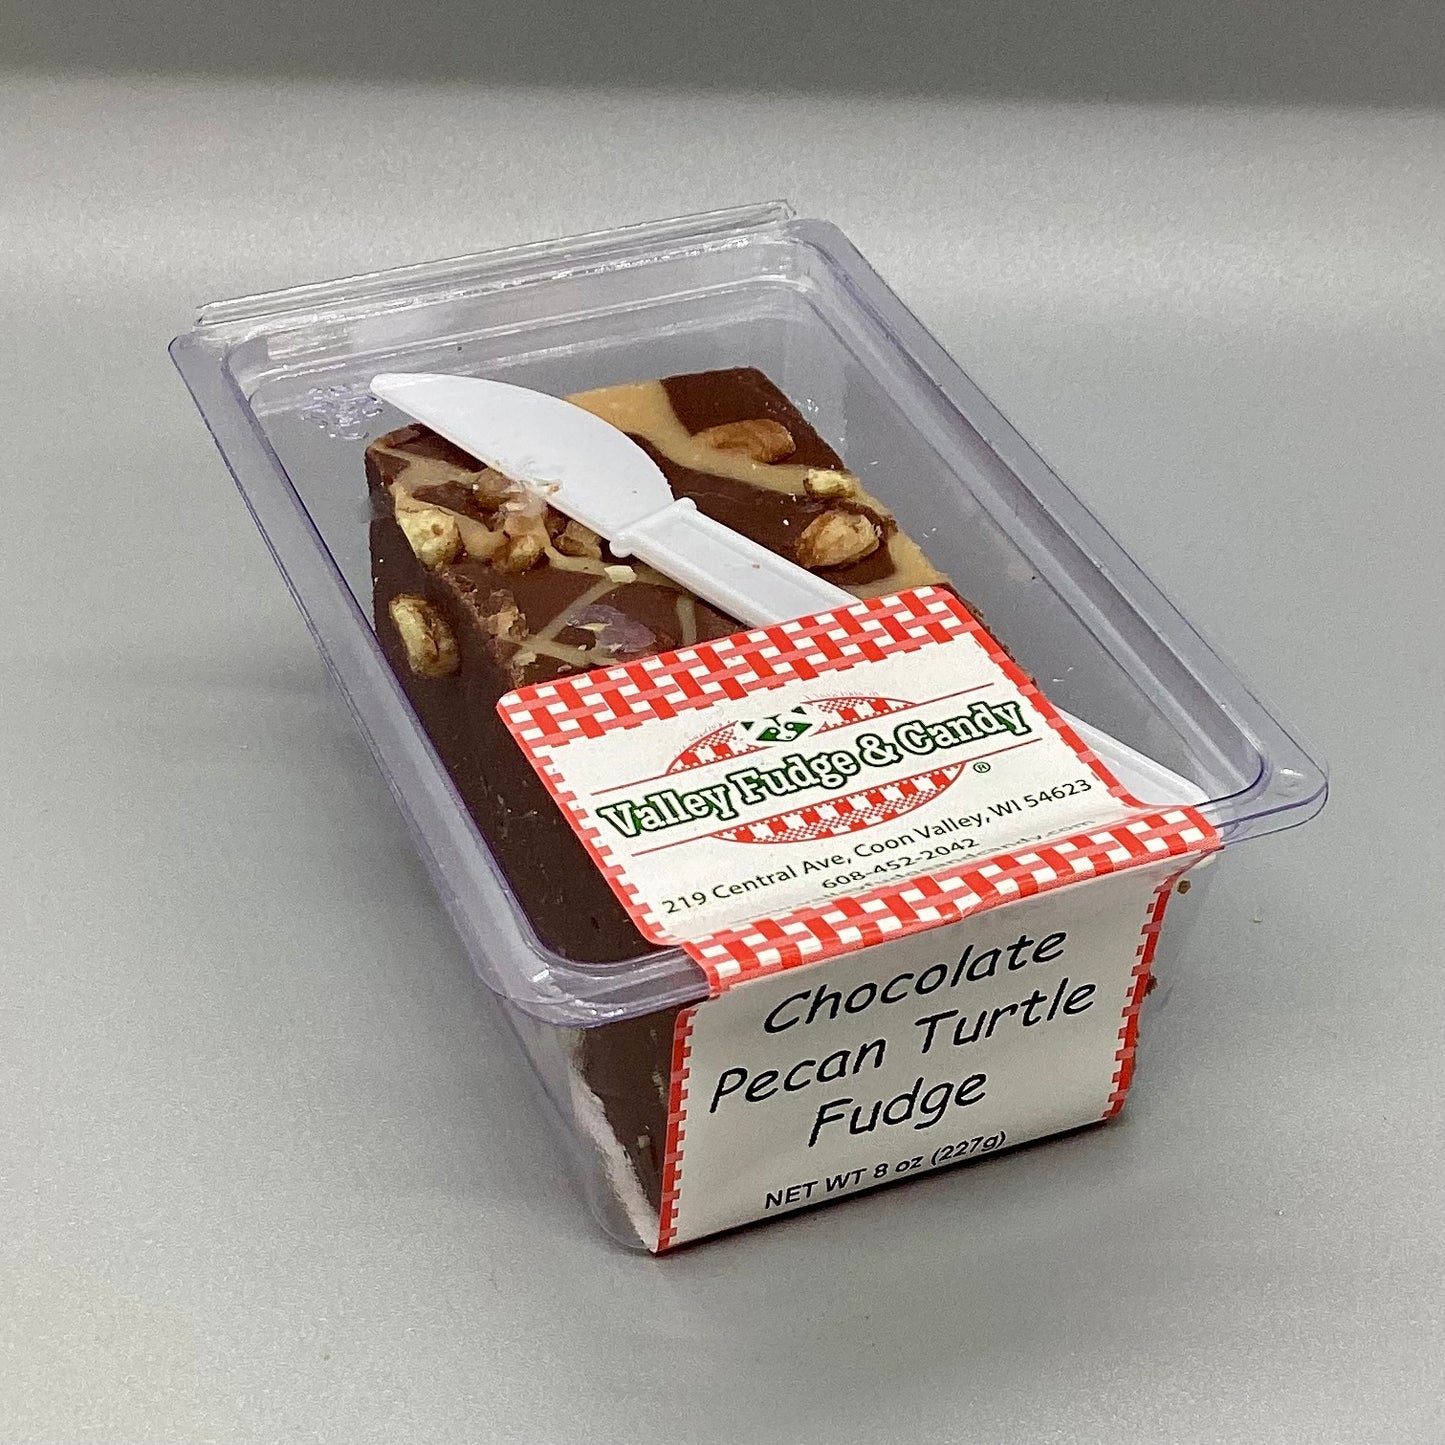 Valley Fudge & Candy®
219 Central Ave, Coon Valley, WI 54623
608-452-2042
Chocolate
Pecan Turtle
Fudge
NET WT 8 oz (227g)